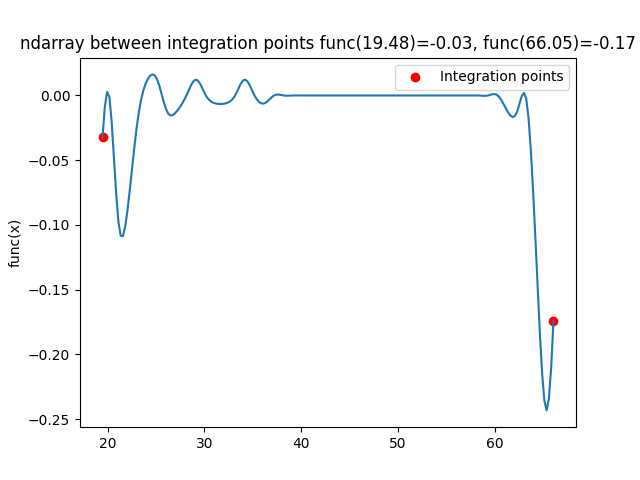 ndarray between integration points func(19.48)=-0.03, func(66.05)=-0.17
Integration points
0.00
−0.05
−0.10
−0.15
−0.20
−0.25
func(x)
20 30 40 50 60